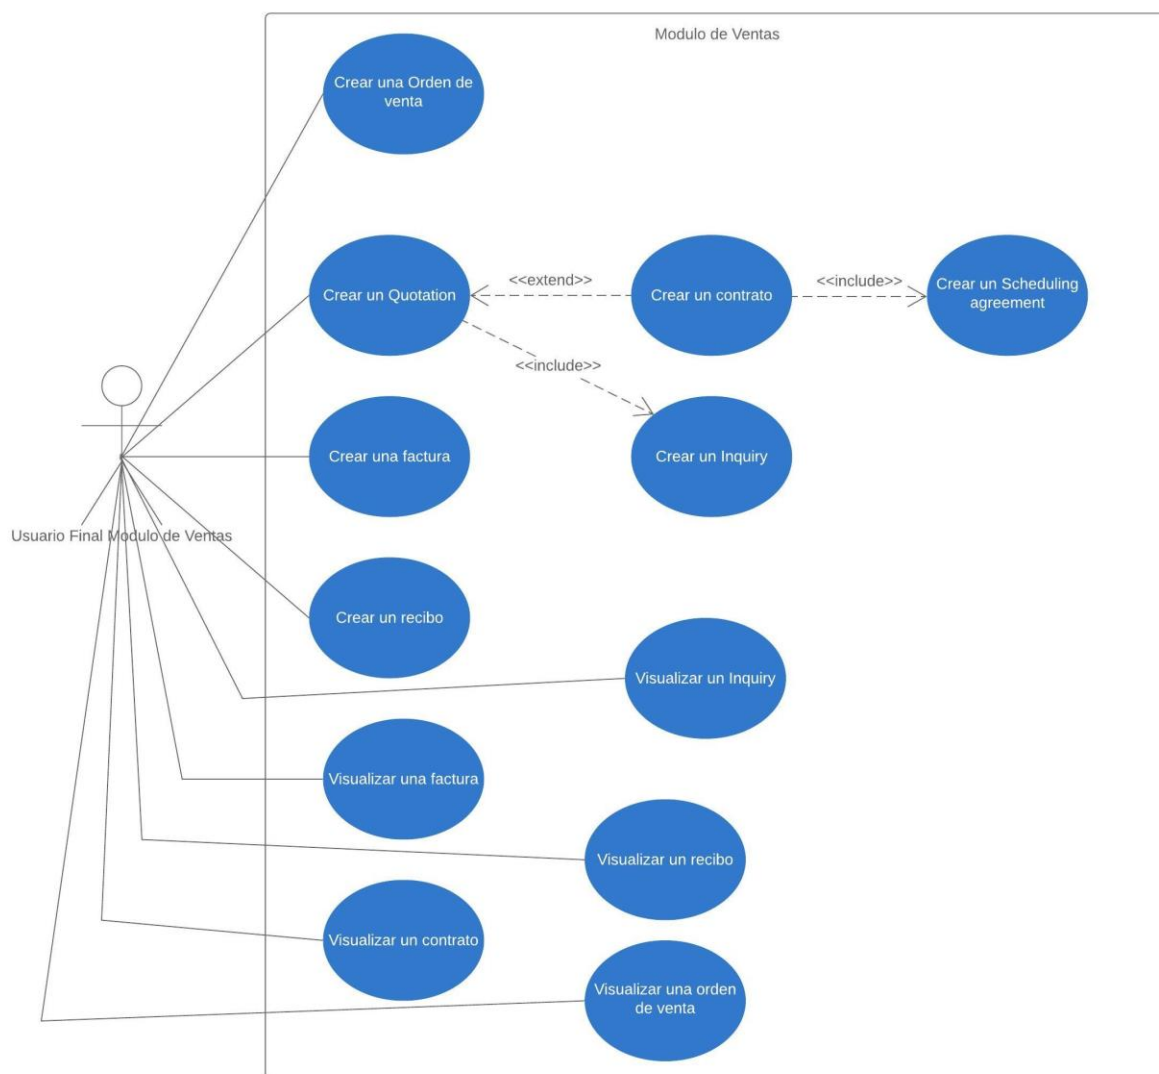 Modulo de Ventas
Crear una Orden de
venta
Crear un Quotation
<<extend>>
Crear un contrato
<<include>>
Crear un Scheduling
agreement
<<include>>
Crear una factura
Crear un Inquiry
Usuario Final Modulo de Ventas
Crear un recibo
Visualizar un Inquiry
Visualizar una factura
Visualizar un recibo
Visualizar un contrato
Visualizar una orden
de venta